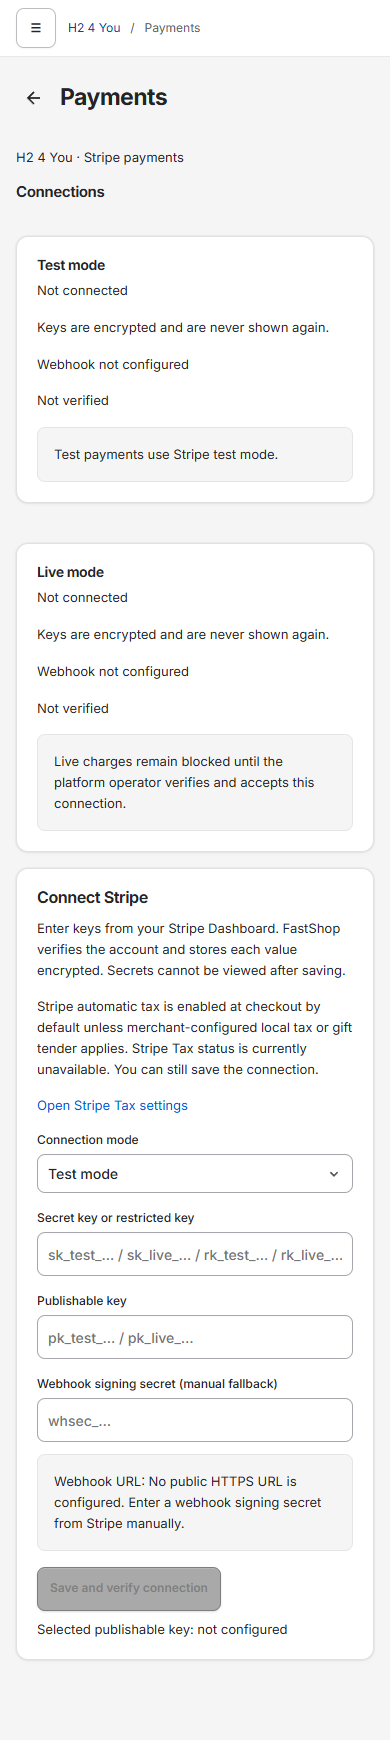 ☰ H2 4 You / Payments
← Payments
H2 4 You · Stripe payments
Connections
Test mode
Not connected
Keys are encrypted and are never shown again.
Webhook not configured
Not verified
Test payments use Stripe test mode.
Live mode
Not connected
Keys are encrypted and are never shown again.
Webhook not configured
Not verified
Live charges remain blocked until the
platform operator verifies and accepts this
connection.
Connect Stripe
Enter keys from your Stripe Dashboard. FastShop
verifies the account and stores each value
encrypted. Secrets cannot be viewed after saving.
Stripe automatic tax is enabled at checkout by
default unless merchant-configured local tax or gift
tender applies. Stripe Tax status is currently
unavailable. You can still save the connection.
Open Stripe Tax settings
Connection mode
Test mode
Secret key or restricted key
sk_test_... / sk_live_... / rk_test_... / rk_live_...
Publishable key
pk_test_... / pk_live_...
Webhook signing secret (manual fallback)
whsec_...
Webhook URL: No public HTTPS URL is
configured. Enter a webhook signing secret
from Stripe manually.
Save and verify connection
Selected publishable key: not configured